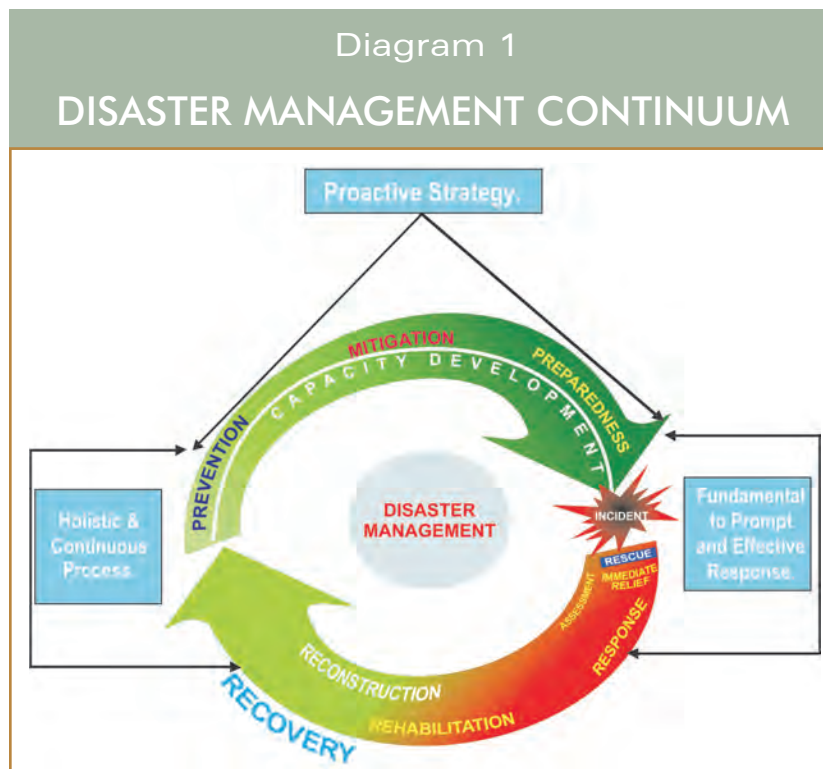 Diagram 1
DISASTER MANAGEMENT CONTINUUM
Proactive Strategy.
MITIGATION
CAPACITY DEVELOPMENT
PREPAREDNESS
PREVENTION
Holistic &
Continuous
Process
DISASTER
MANAGEMENT
INCIDENT
Fundamental
to Prompt
and Effective
Response
RESCUE
IMMEDIATE
RELIEF
ASSESSMENT
RESPONSE
RECONSTRUCTION
REHABILITATION
RECOVERY